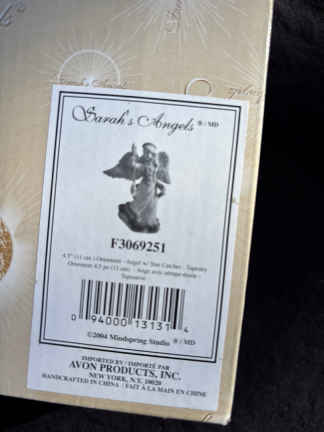 Sarah's Angels
Sarah's Angels ® / MD
F3069251
4.5" (11 cm.) Ornament - Angel w/ Star Catcher - Tapestry
Ornement 4,5 po (11 cm) - Ange avec attrape-étoile -
Tapisserie
0 94000 13131 4
©2004 Mindspring Studio ® / MD
IMPORTED BY / IMPORTÉ PAR
AVON PRODUCTS, INC.
NEW YORK, N.Y. 10020
HANDCRAFTED IN CHINA / FAIT À LA MAIN EN CHINE